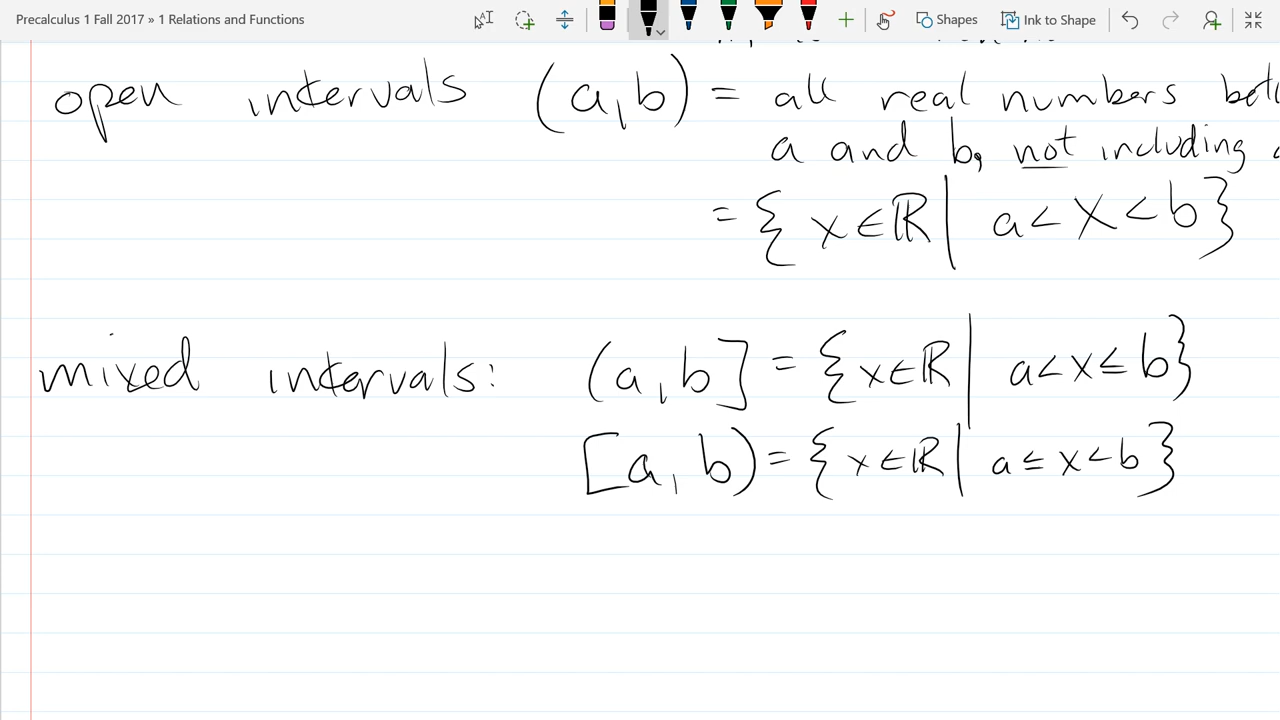 Precalculus 1 Fall 2017 » 1 Relations and Functions
Shapes
Ink to Shape
open intervals (a,b) = all real numbers
a and b, not including
= { x∈ℝ | a<x<b}
mixed intervals: (a,b] = {x∈ℝ | a<x≤b}
[a, b) = { x∈ℝ | a≤x<b}